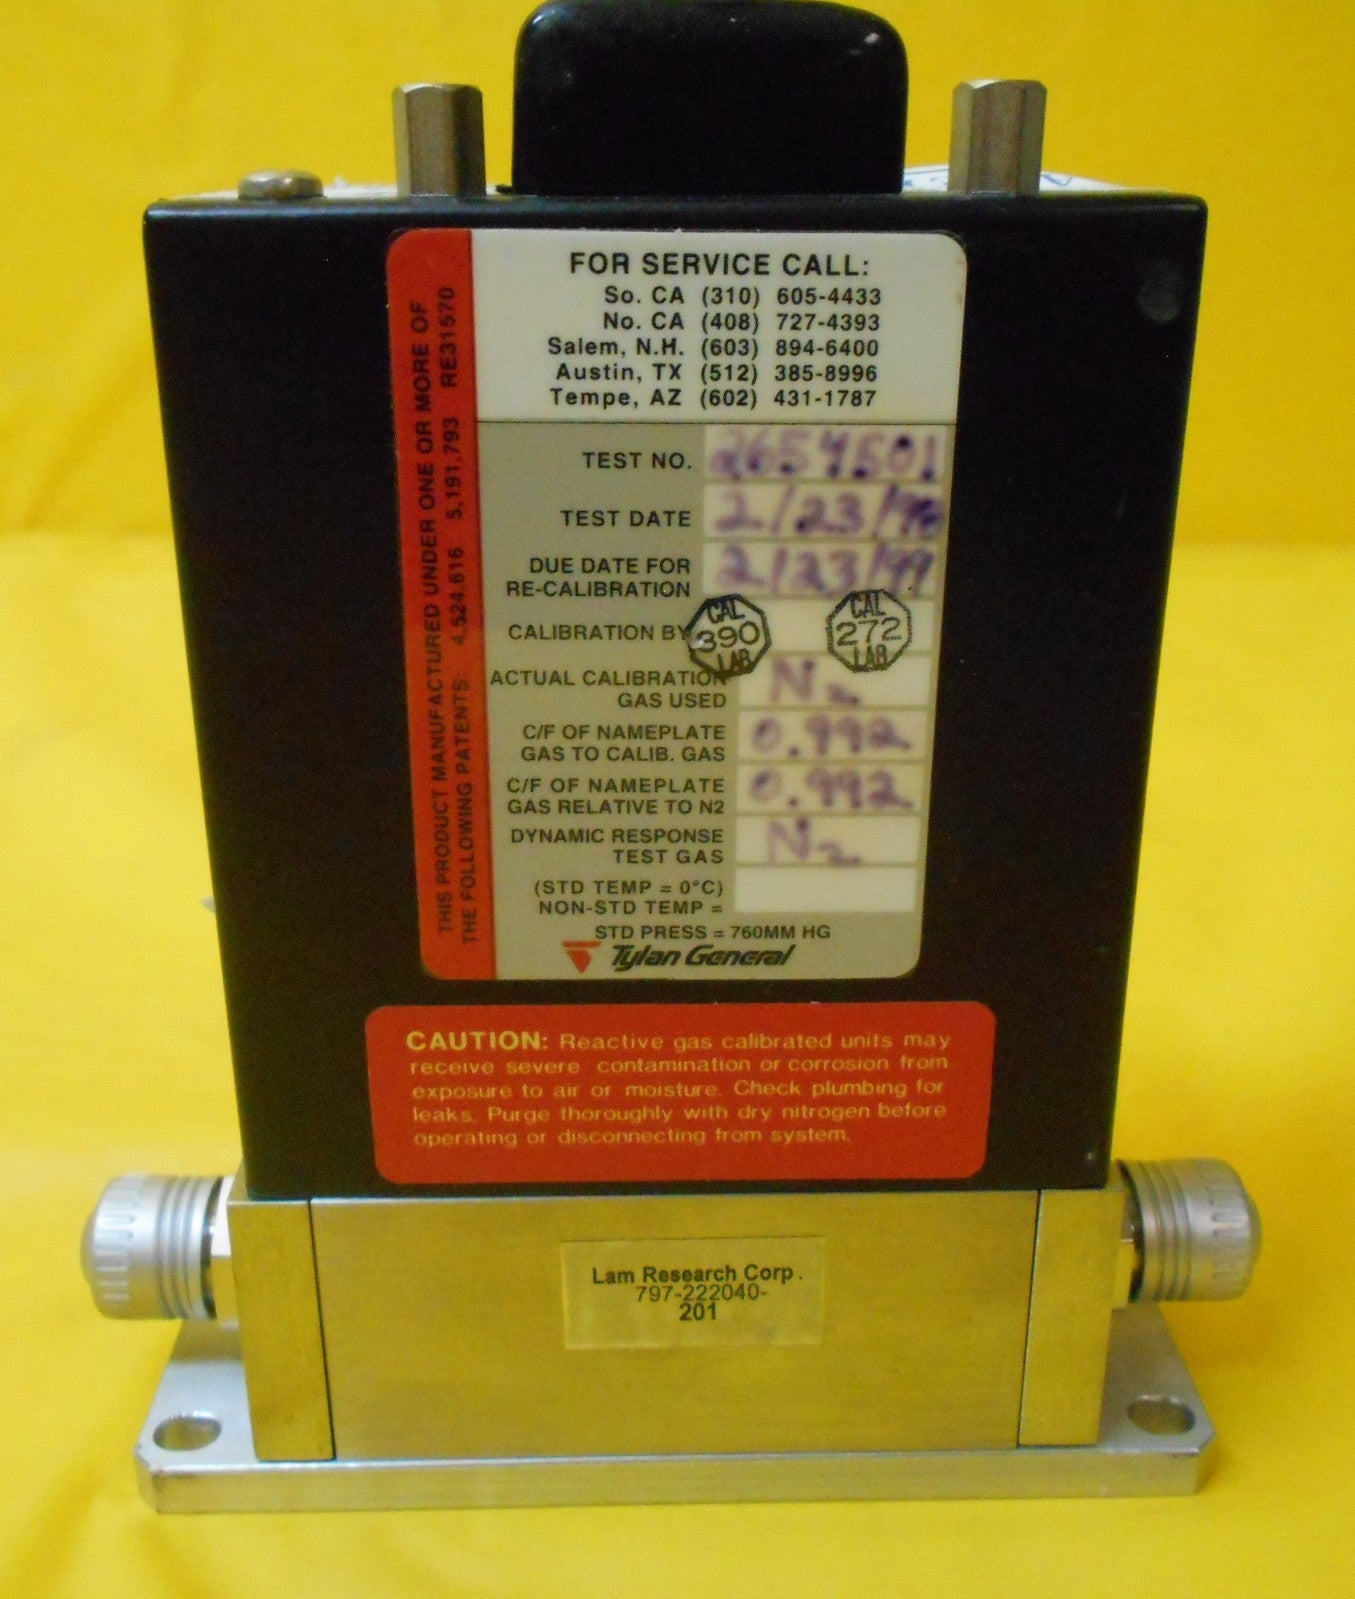 FOR SERVICE CALL:
So. CA (310) 605-4433
No. CA (408) 727-4393
Salem, N.H. (603) 894-6400
Austin, TX (512) 385-8996
Tempe, AZ (602) 431-1787
THIS PRODUCT MANUFACTURED UNDER ONE OR MORE OF
THE FOLLOWING PATENTS: 4,524,616 5,191,793 RE31570
TEST NO. 2654501
TEST DATE 2/23/98
DUE DATE FOR
RE-CALIBRATION 2/23/99
CALIBRATION BY
CAL
390
LAB
CAL
272
LAB
ACTUAL CALIBRATION
GAS USED N2
C/F OF NAMEPLATE
GAS TO CALIB. GAS 0.992
C/F OF NAMEPLATE
GAS RELATIVE TO N2 0.992
DYNAMIC RESPONSE
TEST GAS N2
(STD TEMP = 0°C)
NON-STD TEMP =
STD PRESS = 760MM HG
Tylan General
CAUTION: Reactive gas calibrated units may
receive severe contamination or corrosion from
exposure to air or moisture. Check plumbing for
leaks. Purge thoroughly with dry nitrogen before
operating or disconnecting from system.
Lam Research Corp.
797-222040-
201